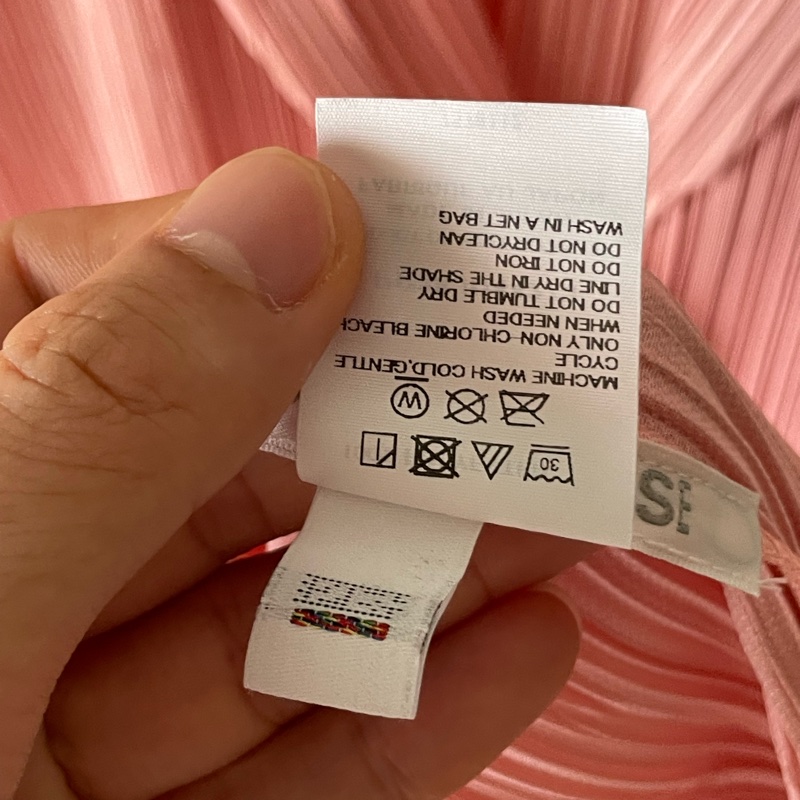 30
W
MACHINE WASH COLD,GENTLE
CYCLE
ONLY NON-CHLORINE BLEACH
WHEN NEEDED
DO NOT TUMBLE DRY
LINE DRY IN THE SHADE
DO NOT IRON
DO NOT DRYCLEAN
WASH IN A NET BAG